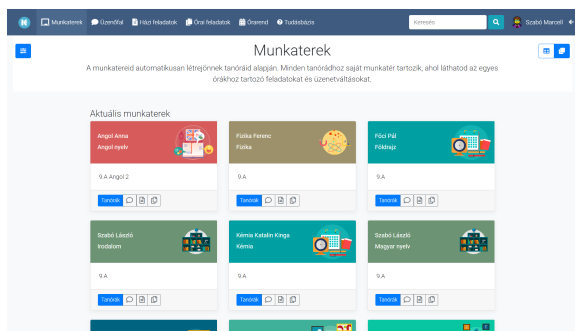 Munkaterek Üzenőfal Házi feladatok Órai feladatok Órarend Tudásbázis Keresés Szabó Marcell
Munkaterek
A munkatereid automatikusan létrejönnek tanóráid alapján. Minden tanórádhoz saját munkatér tartozik, ahol láthatod az egyes
órákhoz tartozó feladatokat és üzenetváltásokat.
Aktuális munkaterek
Angol Anna
Angol nyelv
9.A Angol 2
Tanórák
Fizika Ferenc
Fizika
9.A
Tanórák
Föci Pál
Földrajz
9.A
Tanórák
Szabó László
Irodalom
9.A
Tanórák
Kémia Katalin Kinga
Kémia
9.A
Tanórák
Szabó László
Magyar nyelv
9.A
Tanórák